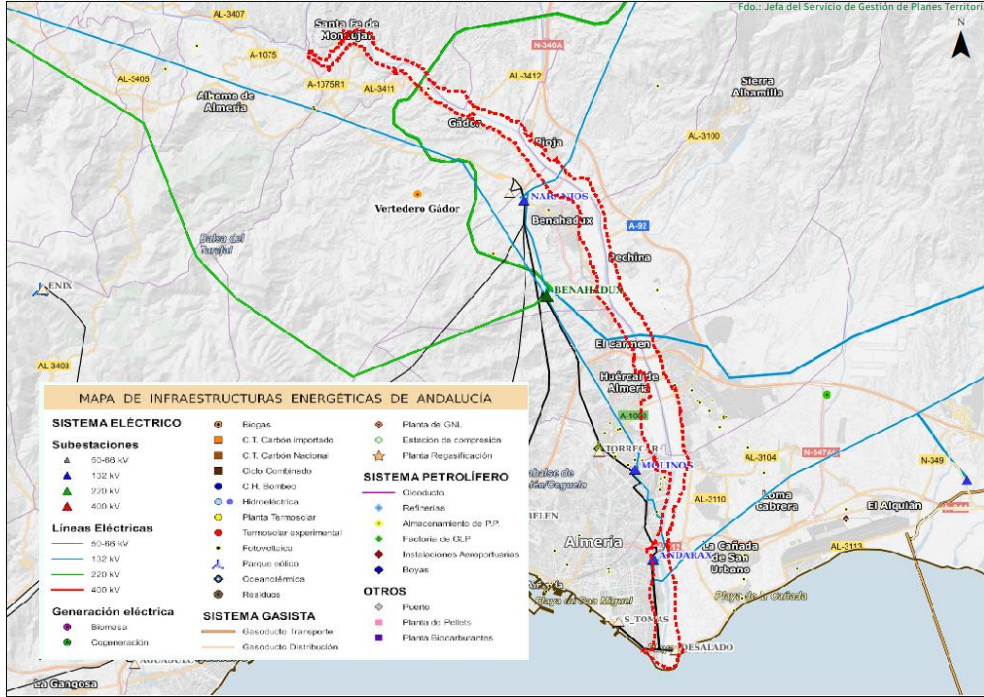 Fdo.: Jefa del Servicio de Gestión de Planes Territori
AL-3407
Santa Fe de
Mondújar
N-340A
N
A-1075
AL-3405
A-1375R1
AL-3411
AL-3412
Sierra
Alhamilla
Alhama de
Almería
Gádor
Rioja
AL-3100
Vertedero Gádor
NARANJOS
Benahadux
A-92
Balsa del
Pechina
ENIX
BENAHADUX
El Carmen
AL 3408
Huércal de
Almería
MAPA DE INFRAESTRUCTURAS ENERGÉTICAS DE ANDALUCÍA
SISTEMA ELÉCTRICO
Subestaciones
50-66 kV
132 kV
220 kV
400 kV
Líneas Eléctricas
50-66 kV
132 kV
220 kV
400 kV
Generación eléctrica
Biomasa
Cogeneración
Biogas
C.T. Carbón importado
C.T. Carbón Nacional
Ciclo Combinado
C.H. Bombeo
Hidroeléctrica
Planta Termosolar
Termosolar experimental
Fotovoltaica
Parque eólico
Oceanotérmica
Residuos
SISTEMA GASISTA
Gasoducto Transporte
Gasoducto Distribución
Planta de GNL
Estación de compresión
Planta Regasificación
SISTEMA PETROLÍFERO
Oleoducto
Refinerías
Almacenamiento de P.P.
Factoría de GLP
Instalaciones Aeroportuarias
Boyas
OTROS
Puerto
Planta de Pellets
Planta Biocarburantes
TORRECAR
MOLINOS
AL-3104
N-349
AL-3110
Loma
cabrera
El Alquián
BELEN
Almería
ANDARAX
La Cañada
de San
Urbano
AL-3113
Playa de San Miguel
Playa de la Cañada
S_TOMAS
DESALADO
La Gangosa